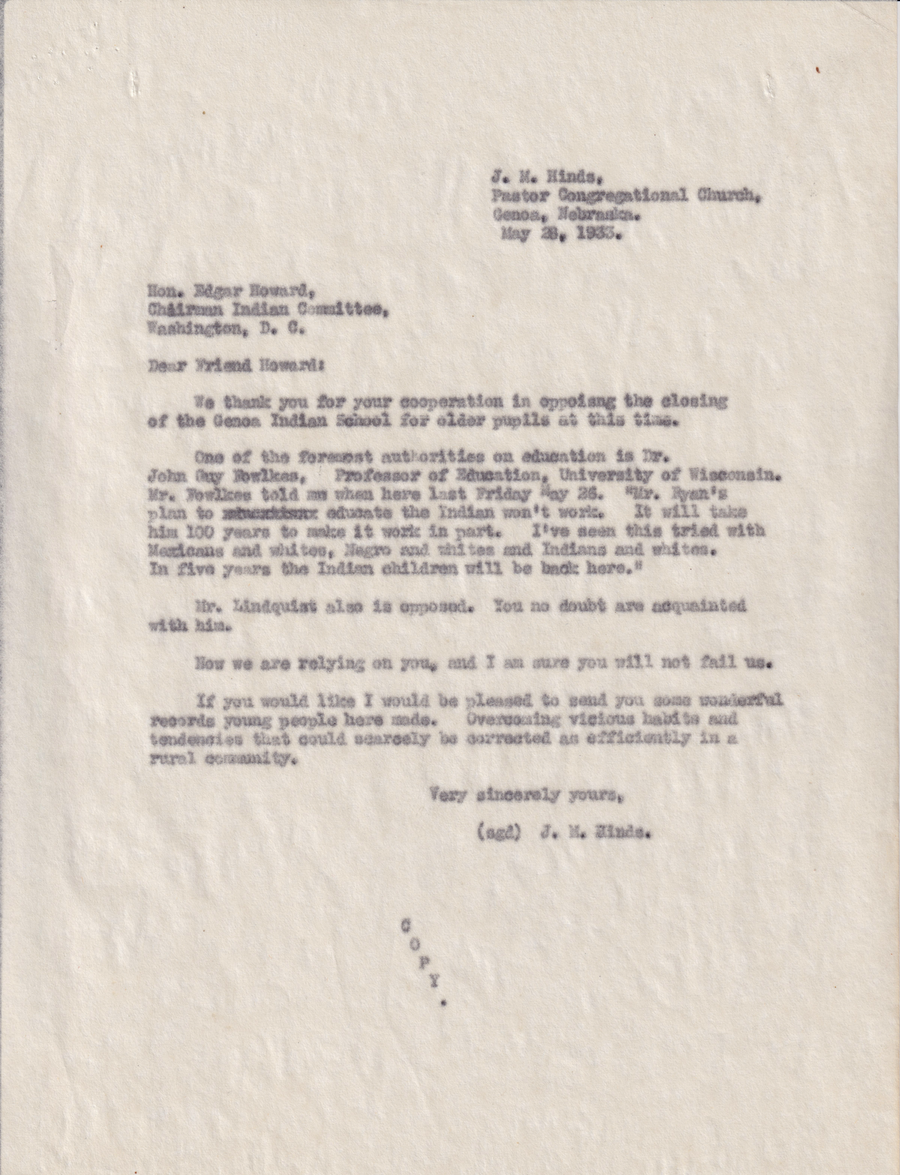 J. M. Hinds,
Pastor Congregational Church,
Genoa, Nebraska.
May 28, 1933.
Hon. Edgar Howard,
Chairman Indian Committee,
Washington, D. C.
Dear Friend Howard:
We thank you for your cooperation in oppoisng the closing
of the Genoa Indian School for older pupils at this time.
One of the foremost authorities on education is Dr.
John Guy Fowlkes, Professor of Education, University of Wisconsin.
Mr. Fowlkes told me when here last Friday May 26. "Mr. Ryan's
plan to educate the Indian won't work. It will take
him 100 years to make it work in part. I've seen this tried with
Mexicans and whites, Negro and whites and Indians and whites.
In five years the Indian children will be back here."
Mr. Lindquist also is opposed. You no doubt are acquainted
with him.
Now we are relying on you, and I am sure you will not fail us.
If you would like I would be pleased to send you some wonderful
records young people here made. Overcoming vicious habits and
tendencies that could scarcely be corrected as efficiently in a
rural community.
Very sincerely yours,
(sgd) J. M. Hinds.
C
O
P
Y
.